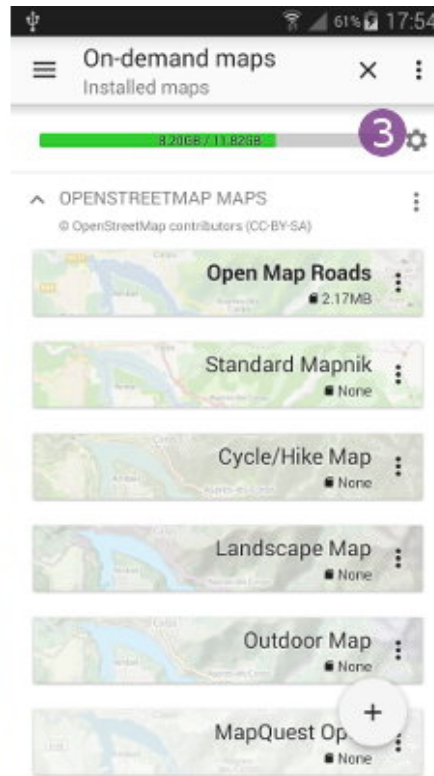 61% 17:54
On-demand maps
Installed maps
8.20GB / 11.82GB
3
OPENSTREETMAP MAPS
© OpenStreetMap contributors (CC-BY-SA)
Open Map Roads
2.17MB
Standard Mapnik
None
Cycle/Hike Map
None
Landscape Map
None
Outdoor Map
None
+
MapQuest Op
None